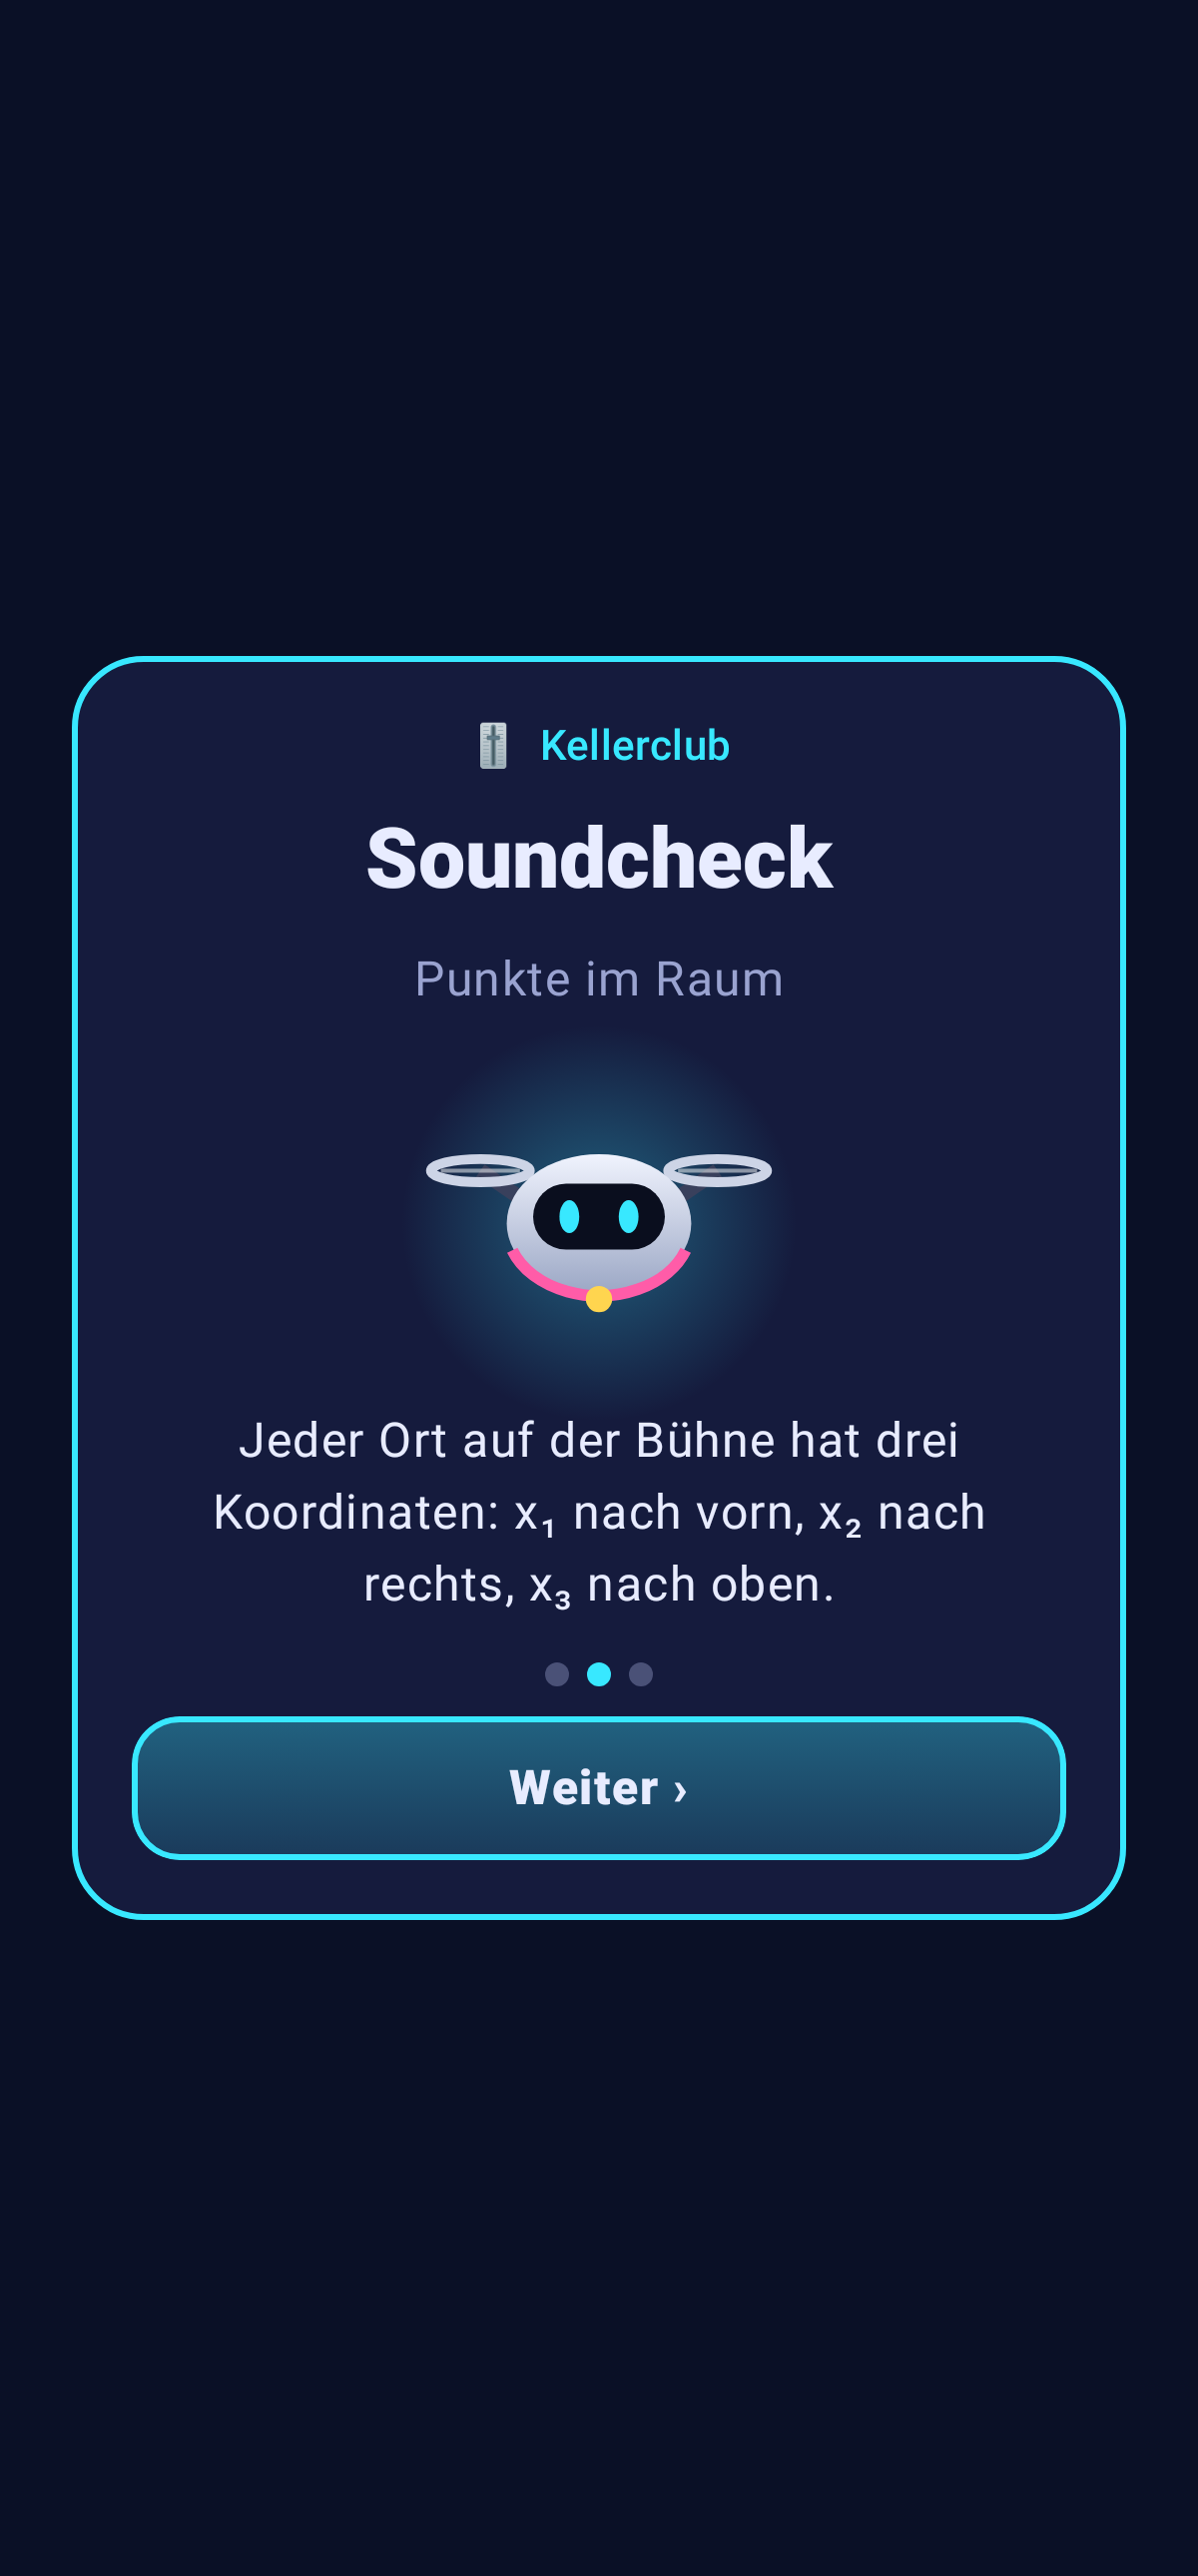 Kellerclub
Soundcheck
Punkte im Raum
Jeder Ort auf der Bühne hat drei
Koordinaten: x₁ nach vorn, x₂ nach
rechts, x₃ nach oben.
Weiter ›